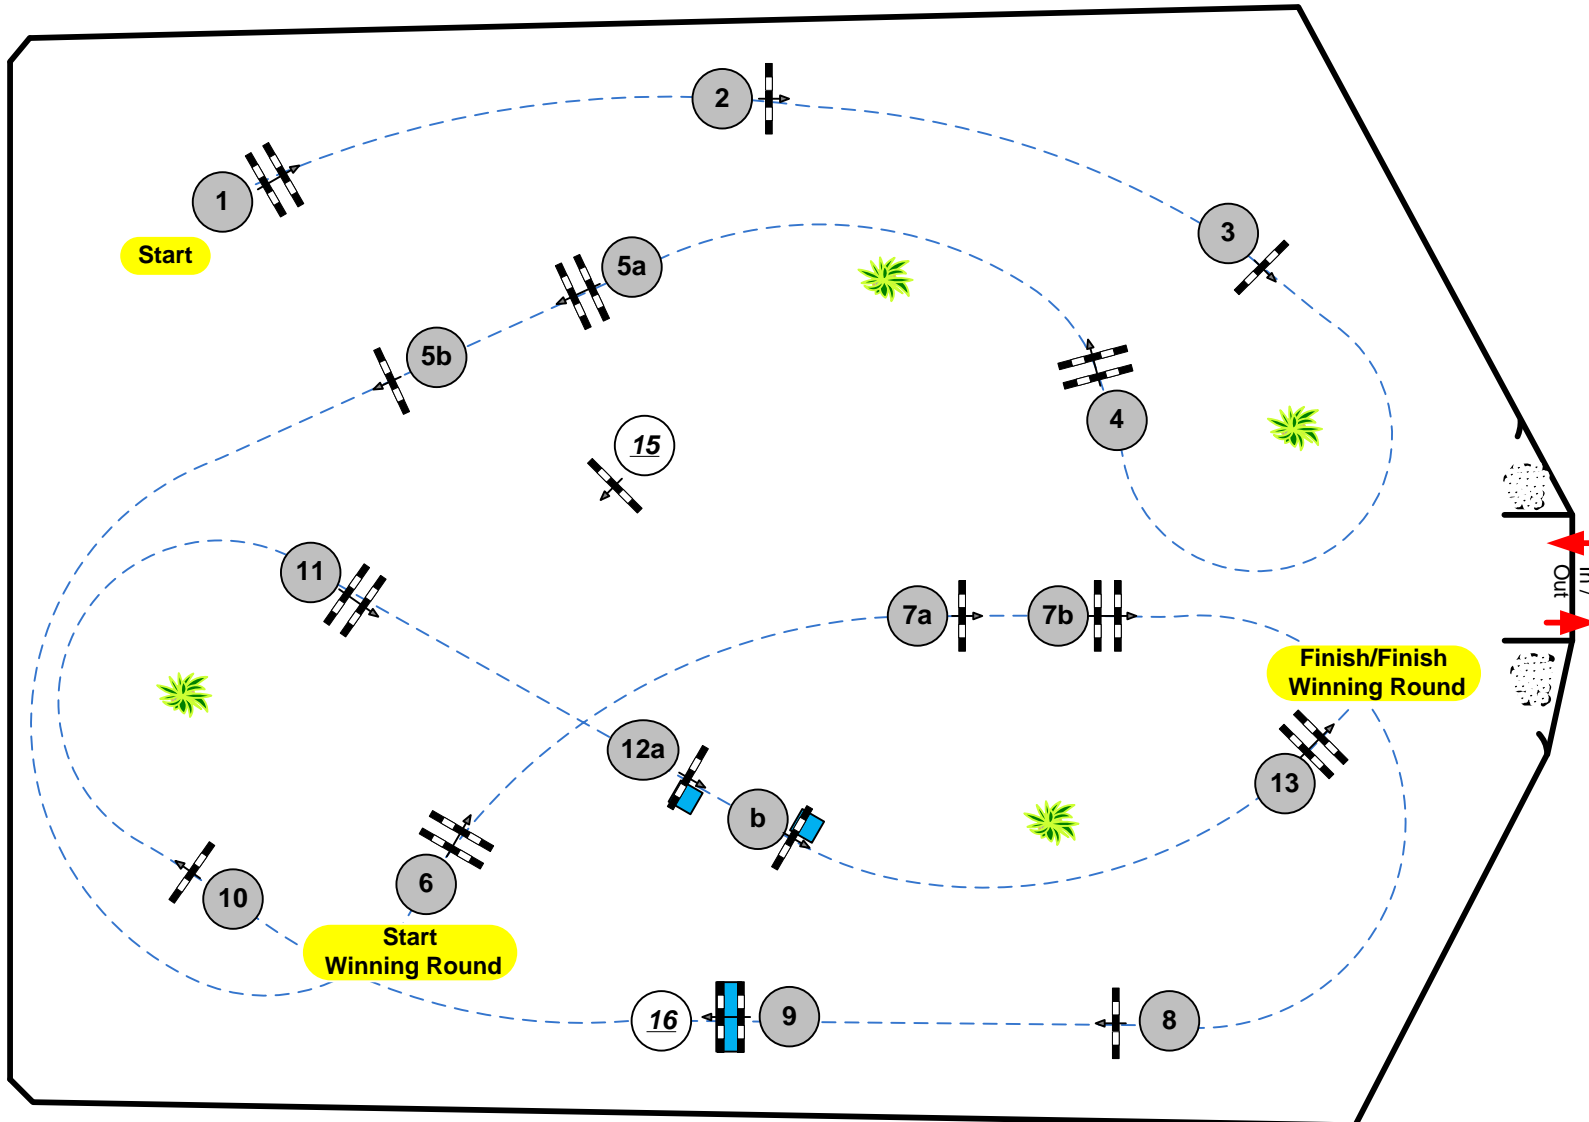 2
1
3
Start
5a
5b
4
15
In /
Out
11
7a
7b
Finish/Finish
Winning Round
12a
13
b
6
10
Start
Winning Round
16
9
8